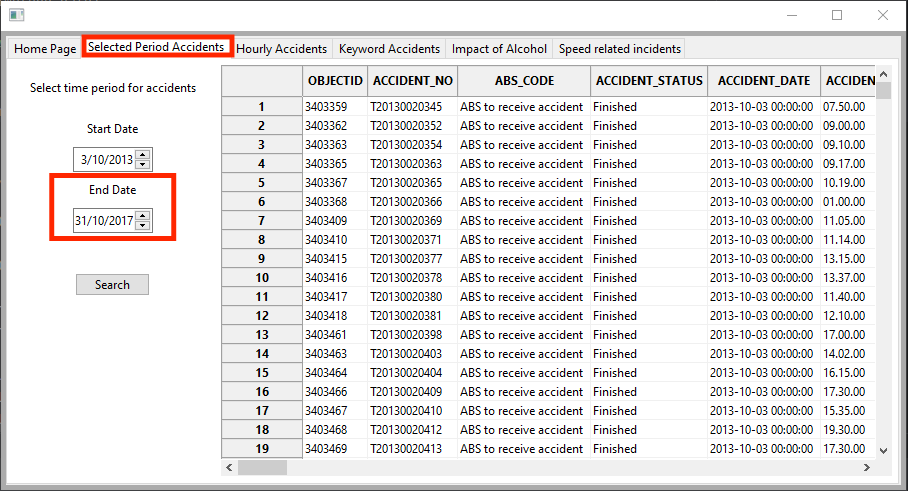 Home Page Selected Period Accidents Hourly Accidents Keyword Accidents Impact of Alcohol Speed related incidents
Select time period for accidents
Start Date
3/10/2013
End Date
31/10/2017
Search
OBJECTID ACCIDENT_NO ABS_CODE ACCIDENT_STATUS ACCIDENT_DATE ACCIDEN
1 3403359 T20130020345 ABS to receive accident Finished 2013-10-03 00:00:00 07.50.00
2 3403362 T20130020352 ABS to receive accident Finished 2013-10-03 00:00:00 09.00.00
3 3403363 T20130020354 ABS to receive accident Finished 2013-10-03 00:00:00 09.10.00
4 3403365 T20130020363 ABS to receive accident Finished 2013-10-03 00:00:00 09.17.00
5 3403367 T20130020365 ABS to receive accident Finished 2013-10-03 00:00:00 10.19.00
6 3403368 T20130020366 ABS to receive accident Finished 2013-10-03 00:00:00 01.00.00
7 3403409 T20130020369 ABS to receive accident Finished 2013-10-03 00:00:00 11.05.00
8 3403410 T20130020371 ABS to receive accident Finished 2013-10-03 00:00:00 11.14.00
9 3403415 T20130020377 ABS to receive accident Finished 2013-10-03 00:00:00 13.15.00
10 3403416 T20130020378 ABS to receive accident Finished 2013-10-03 00:00:00 13.37.00
11 3403417 T20130020380 ABS to receive accident Finished 2013-10-03 00:00:00 11.40.00
12 3403418 T20130020381 ABS to receive accident Finished 2013-10-03 00:00:00 12.10.00
13 3403461 T20130020398 ABS to receive accident Finished 2013-10-03 00:00:00 17.00.00
14 3403463 T20130020403 ABS to receive accident Finished 2013-10-03 00:00:00 14.02.00
15 3403464 T20130020404 ABS to receive accident Finished 2013-10-03 00:00:00 16.15.00
16 3403466 T20130020409 ABS to receive accident Finished 2013-10-03 00:00:00 17.30.00
17 3403467 T20130020410 ABS to receive accident Finished 2013-10-03 00:00:00 15.35.00
18 3403468 T20130020412 ABS to receive accident Finished 2013-10-03 00:00:00 19.30.00
19 3403469 T20130020413 ABS to receive accident Finished 2013-10-03 00:00:00 17.30.00